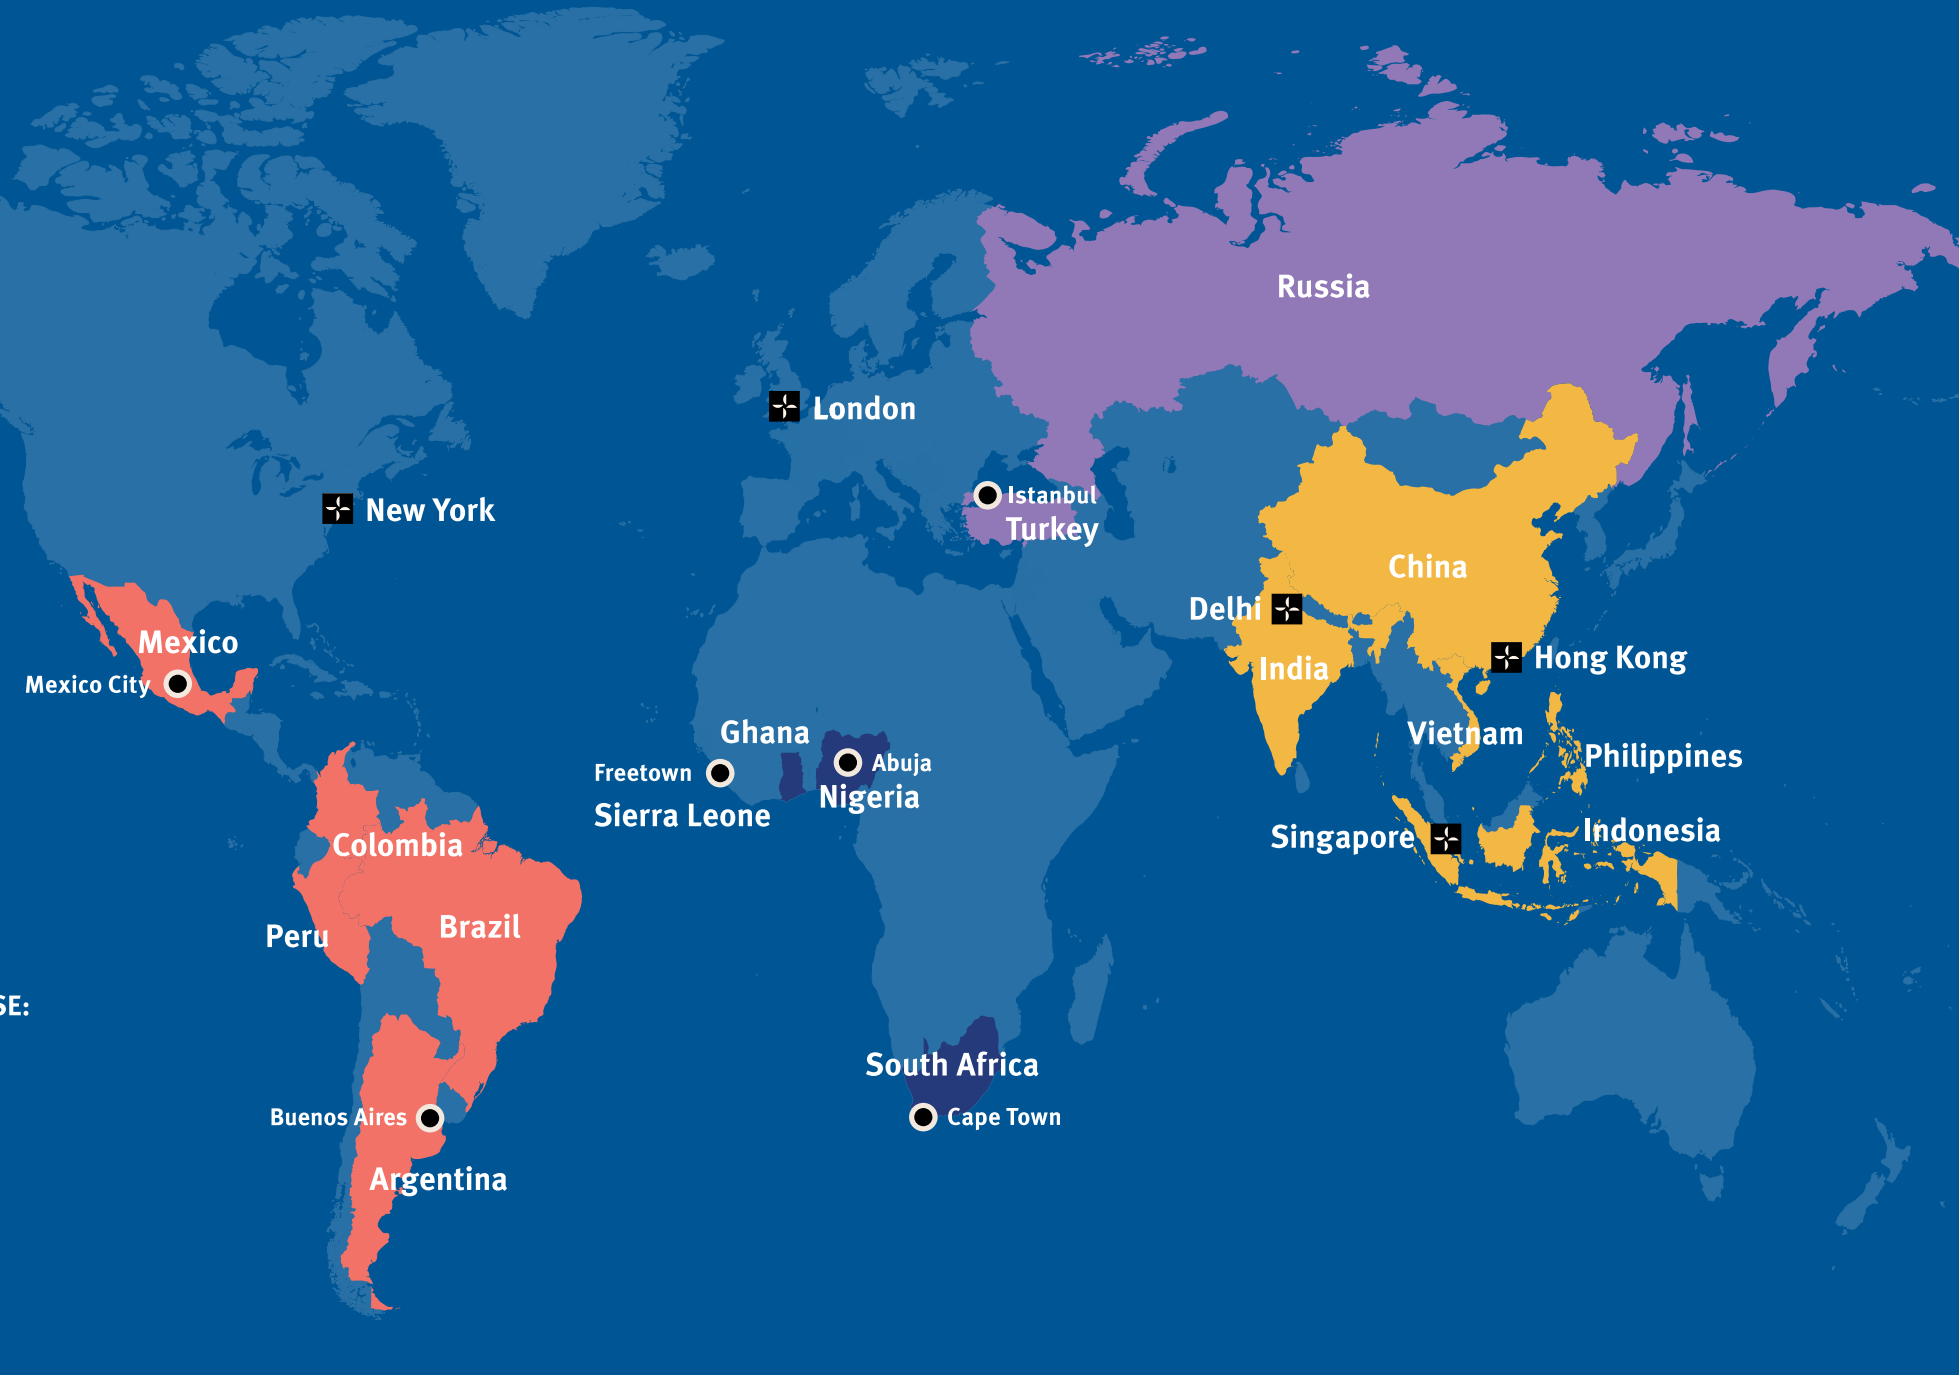 Russia
London
New York
Istanbul
Turkey
China
Delhi
Mexico
Hong Kong
India
Mexico City
Ghana
Vietnam
Philippines
Freetown
Abuja
Nigeria
Sierra Leone
Indonesia
Singapore
Colombia
Brazil
Peru
SE:
South Africa
Buenos Aires
Cape Town
Argentina